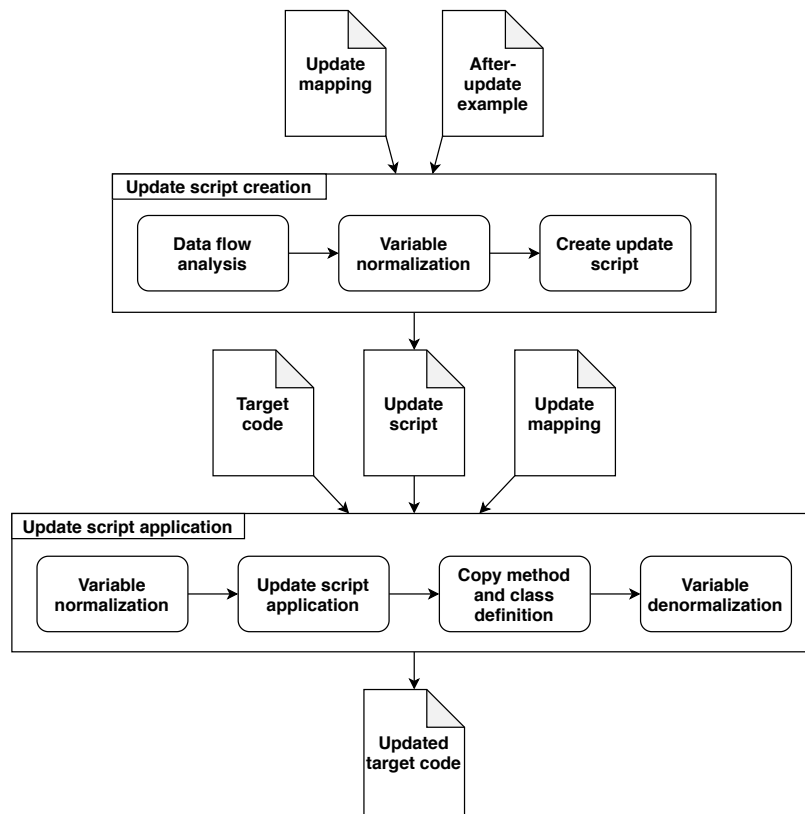 Update
mapping
After-
update
example
Update script creation
Data flow
analysis
Variable
normalization
Create update
script
Target
code
Update
script
Update
mapping
Update script application
Variable
normalization
Update script
application
Copy method
and class
definition
Variable
denormalization
Updated
target code